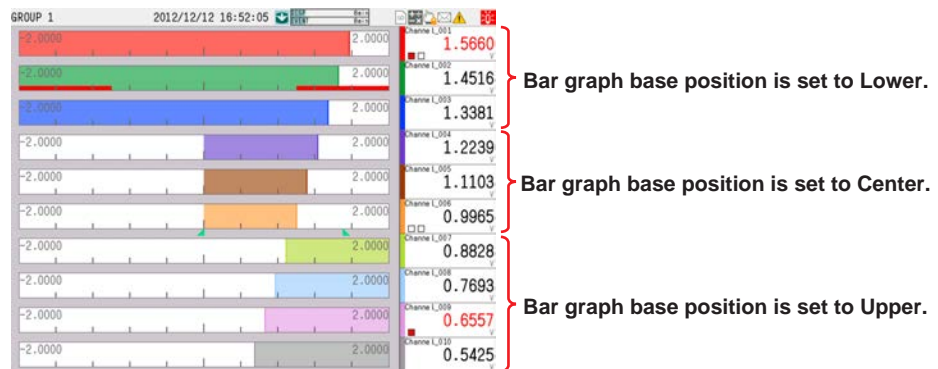 GROUP 1 2012/12/12 16:52:05 DISP EVENT
-2.0000 2.0000 Channel_001 1.5660 V
-2.0000 2.0000 Channel_002 1.4516 V
Bar graph base position is set to Lower.
-2.0000 2.0000 Channel_003 1.3381 V
-2.0000 2.0000 Channel_004 1.2239 V
-2.0000 2.0000 Channel_005 1.1103 V
Bar graph base position is set to Center.
-2.0000 2.0000 Channel_006 0.9965 V
-2.0000 2.0000 Channel_007 0.8828 V
-2.0000 2.0000 Channel_008 0.7693 V
Bar graph base position is set to Upper.
-2.0000 2.0000 Channel_009 0.6557 V
-2.0000 2.0000 Channel_010 0.5425